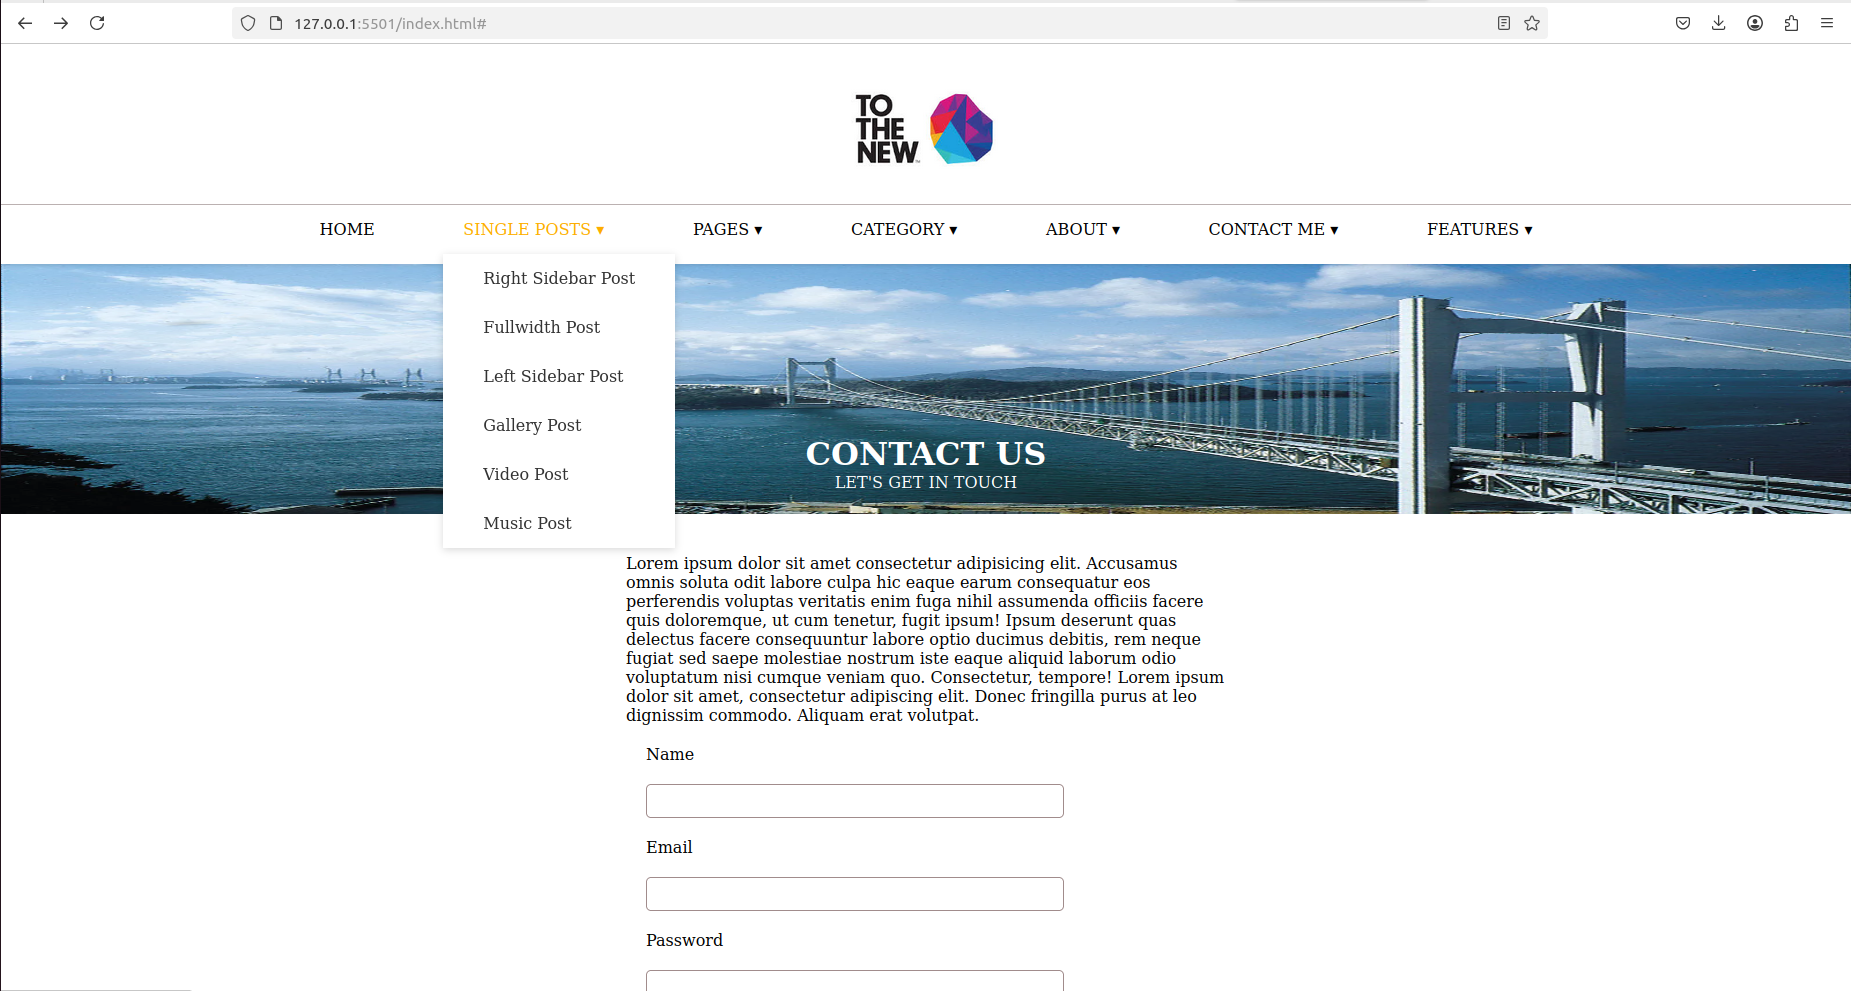 127.0.0.1:5501/index.html#
TO
THE
NEW
HOME SINGLE POSTS ▾ PAGES ▾ CATEGORY ▾ ABOUT ▾ CONTACT ME ▾ FEATURES ▾
Right Sidebar Post
Fullwidth Post
Left Sidebar Post
Gallery Post
Video Post
Music Post
CONTACT US
LET'S GET IN TOUCH
Lorem ipsum dolor sit amet consectetur adipisicing elit. Accusamus
omnis soluta odit labore culpa hic eaque earum consequatur eos
perferendis voluptas veritatis enim fuga nihil assumenda officiis facere
quis doloremque, ut cum tenetur, fugit ipsum! Ipsum deserunt quas
delectus facere consequuntur labore optio ducimus debitis, rem neque
fugiat sed saepe molestiae nostrum iste eaque aliquid laborum odio
voluptatum nisi cumque veniam quo. Consectetur, tempore! Lorem ipsum
dolor sit amet, consectetur adipiscing elit. Donec fringilla purus at leo
dignissim commodo. Aliquam erat volutpat.
Name
Email
Password